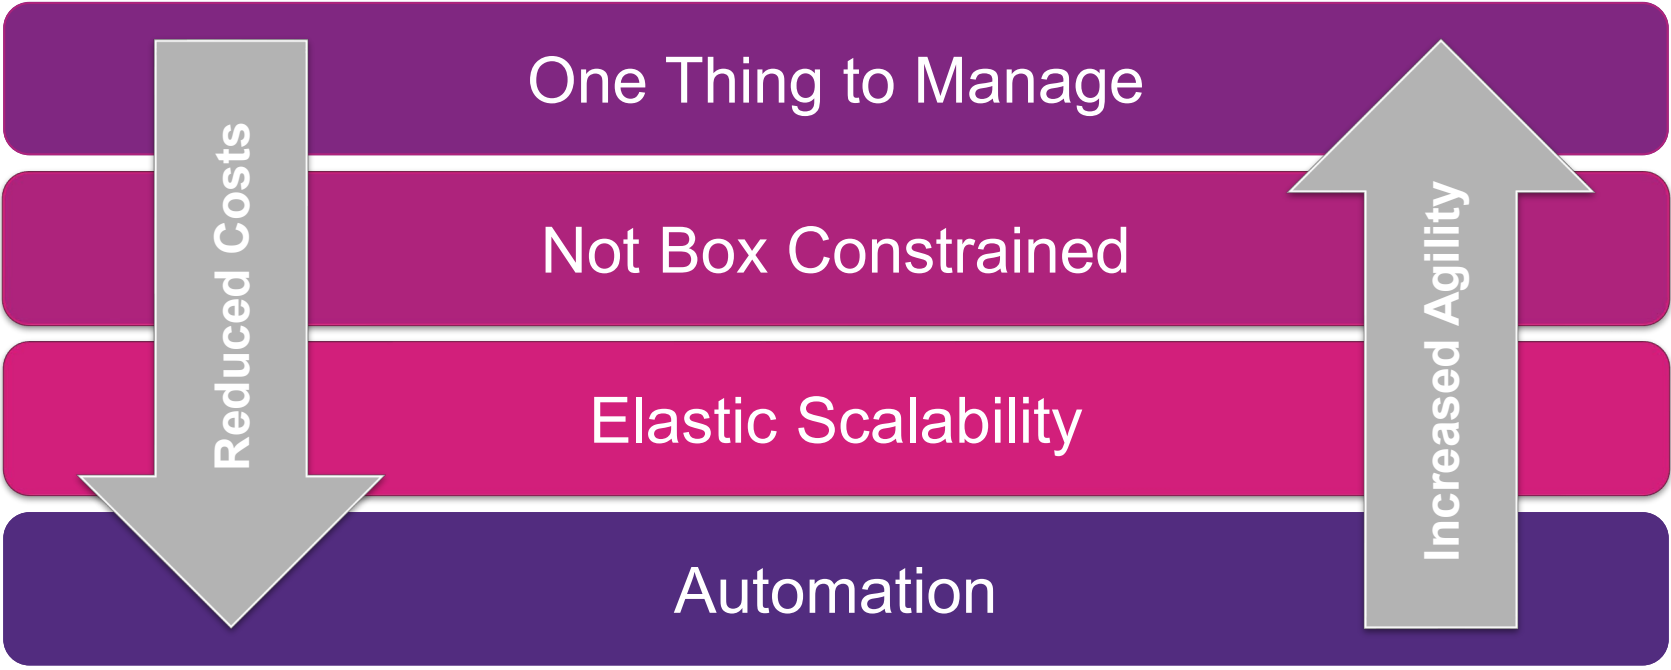 One Thing to Manage
Not Box Constrained
Elastic Scalability
Automation
Reduced Costs
Increased Agility